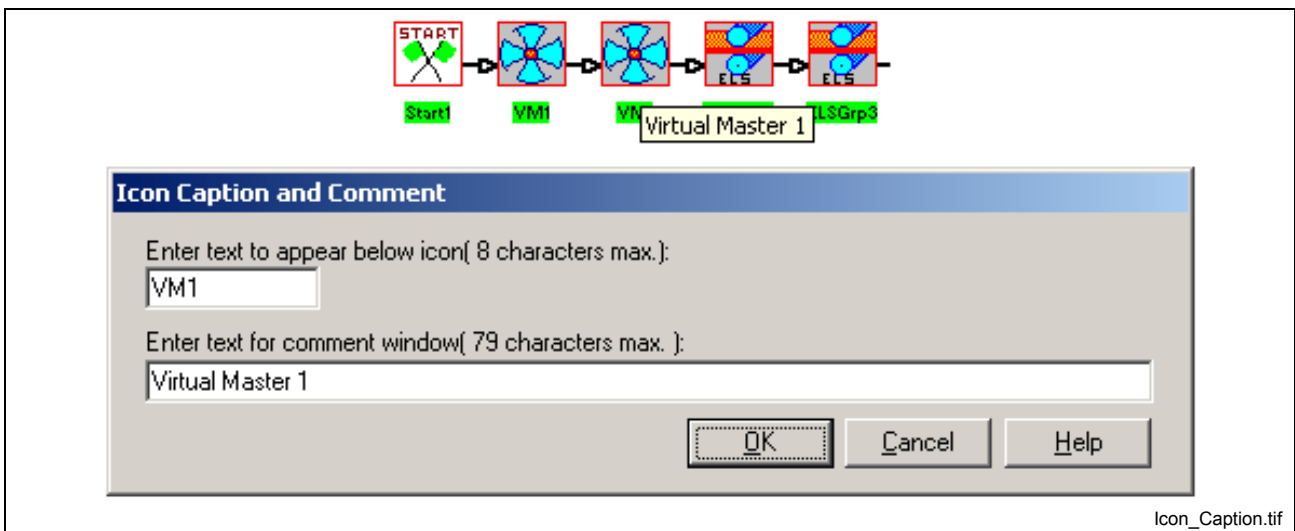 START
ELS ELS
Start1 VM1 VM
Virtual Master 1
LSGrp3
Icon Caption and Comment
Enter text to appear below icon( 8 characters max.):
VM1
Enter text for comment window( 79 characters max. ):
Virtual Master 1
OK Cancel Help
Icon_Caption.tif